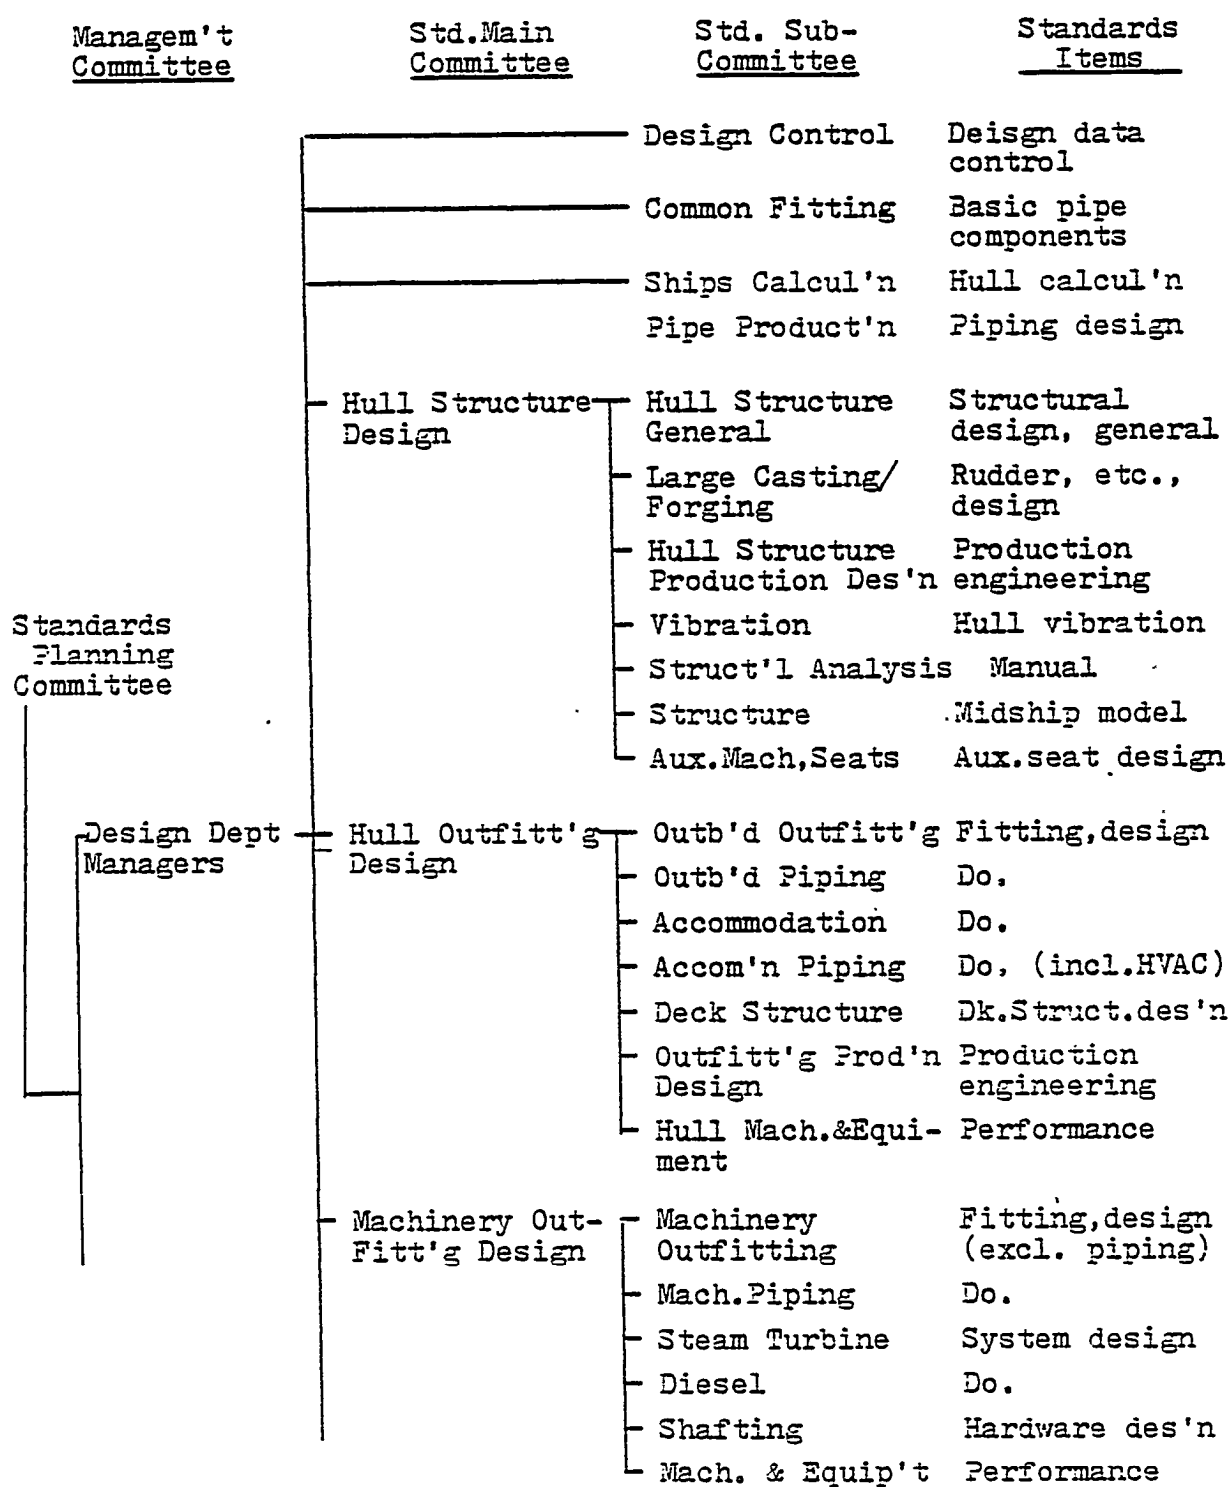 Managem't Std.Main Std. Sub- Standards
Committee Committee Committee Items
Design Control Deisgn data
control
Common Fitting Basic pipe
components
Ships Calcul'n Hull calcul'n
Pipe Product'n Piping design
Hull Structure Hull Structure Structural
Design General design, general
Large Casting/ Rudder, etc.,
Forging design
Hull Structure Production
Production Des'n engineering
Vibration Hull vibration
Standards
Planning
Committee
Struct'l Analysis Manual
Structure Midship model
Aux.Mach,Seats Aux.seat design
Design Dept Hull Outfitt'g Outb'd Outfitt'g Fitting,design
Managers Design
Outb'd Piping Do.
Accommodation Do.
Accom'n Piping Do. (incl.HVAC)
Deck Structure Dk.Struct.des'n
Outfitt'g Prod'n Production
Design engineering
Hull Mach.&Equi- Performance
ment
Machinery Out- Machinery Fitting,design
Fitt'g Design Outfitting (excl. piping)
Mach.Piping Do.
Steam Turbine System design
Diesel Do.
Shafting Hardware des'n
Mach. & Equip't Performance